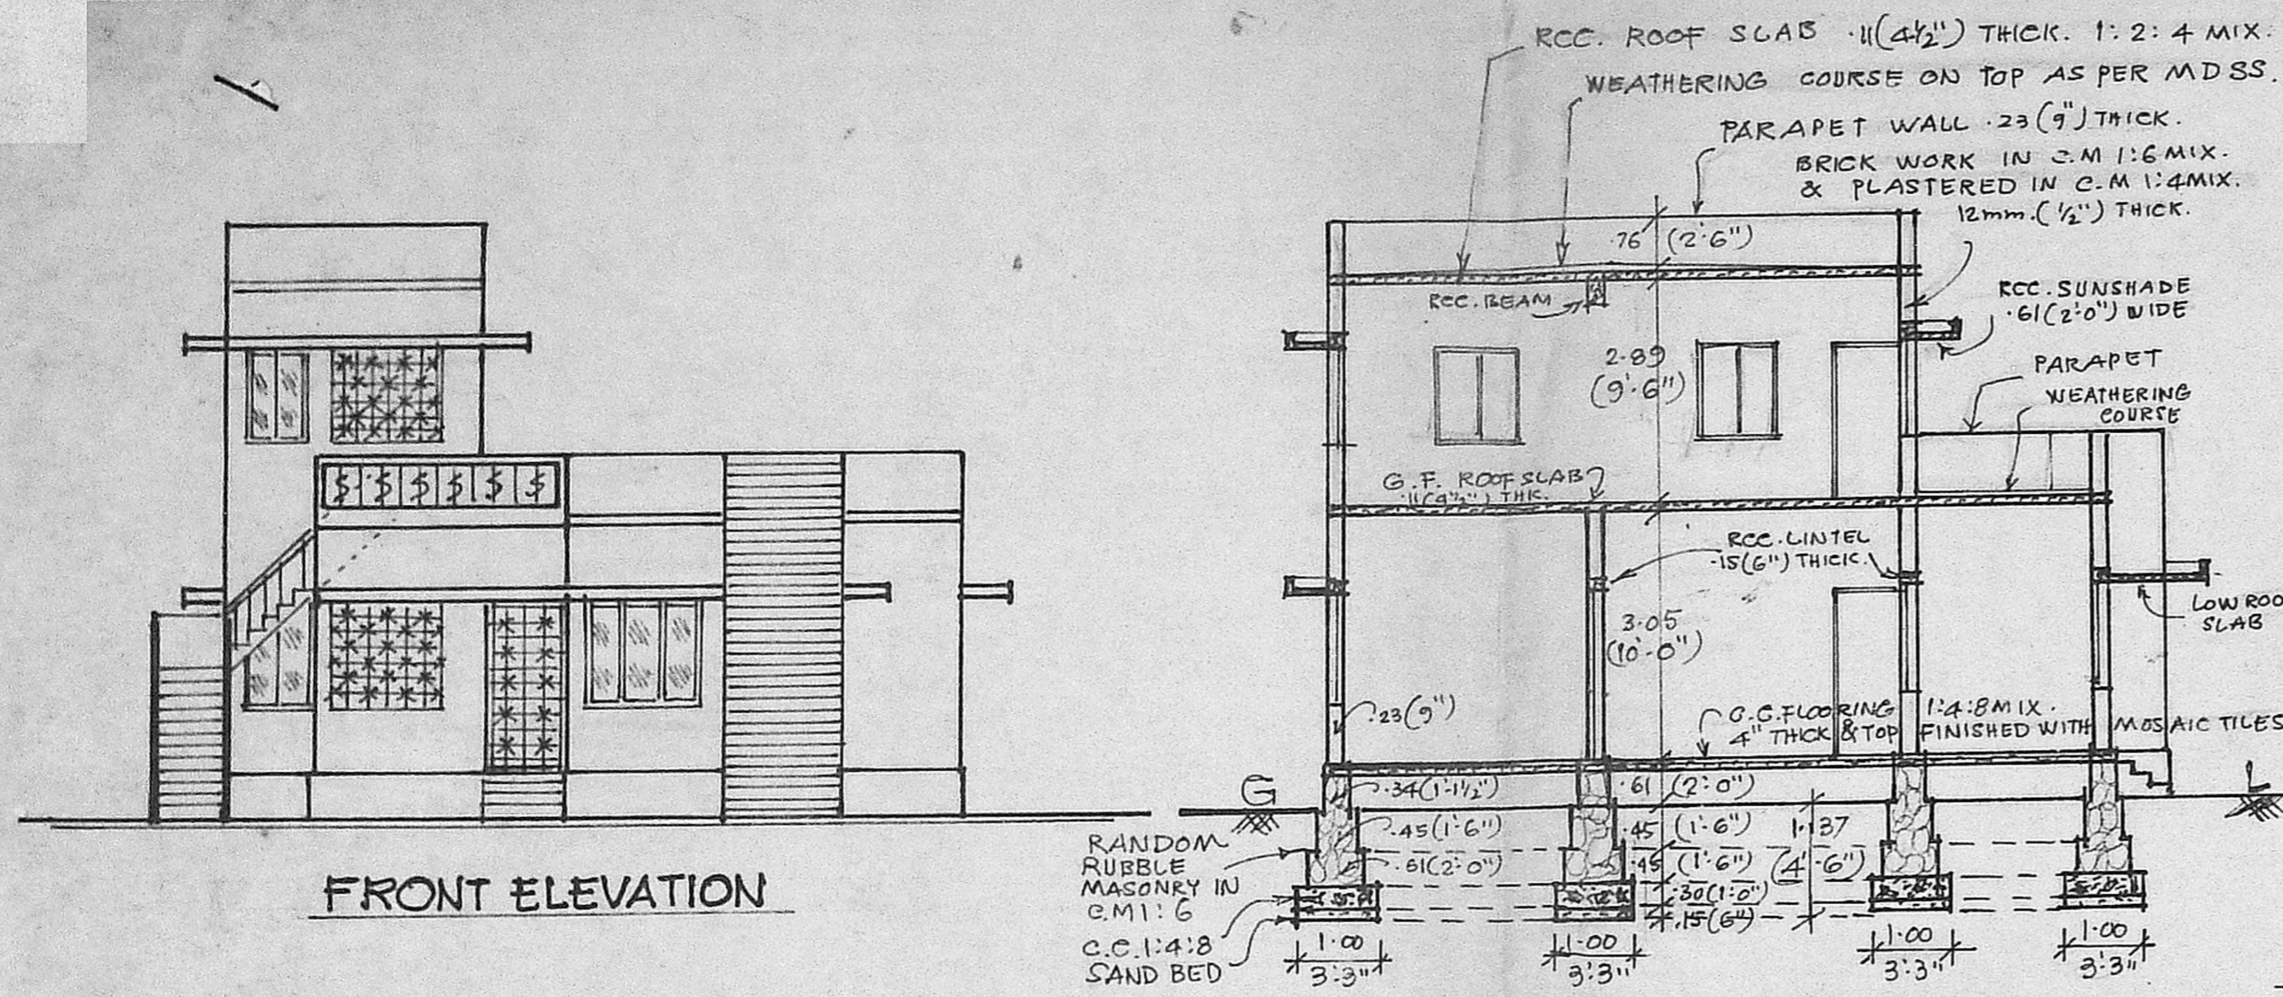 RCC. ROOF SLAB .11(4½") THICK. 1:2:4 MIX.
WEATHERING COURSE ON TOP AS PER MDSS.
PARAPET WALL .23(9") THICK.
BRICK WORK IN C.M 1:6 MIX.
& PLASTERED IN C.M 1:4MIX.
12mm.(½") THICK.
.76 (2'-6")
RCC. BEAM
RCC. SUNSHADE
.61(2'-0") WIDE
2.89
(9'-6")
PARAPET
WEATHERING
COURSE
G.F. ROOF SLAB
.11(4½") THK.
RCC. LINTEL
.15(6") THICK.
3.05
(10'-0")
LOW ROO
SLAB
.23(9")
C.C. FLOORING 1:4:8 MIX.
4" THICK & TOP FINISHED WITH MOSAIC TILES
G
L
.34(1'-1½")
.61 (2'-0")
.45(1'-6")
.45 (1'-6")
1.137
.61(2'-0")
.45 (1'-6")
(4'-6")
.30(1'-0")
.15(6")
RANDOM
RUBBLE
MASONRY IN
C.M 1:6
C.C. 1:4:8
SAND BED
1.00
3'.3"
1.00
3'.3"
1.00
3'.3"
1.00
3'.3"
FRONT ELEVATION